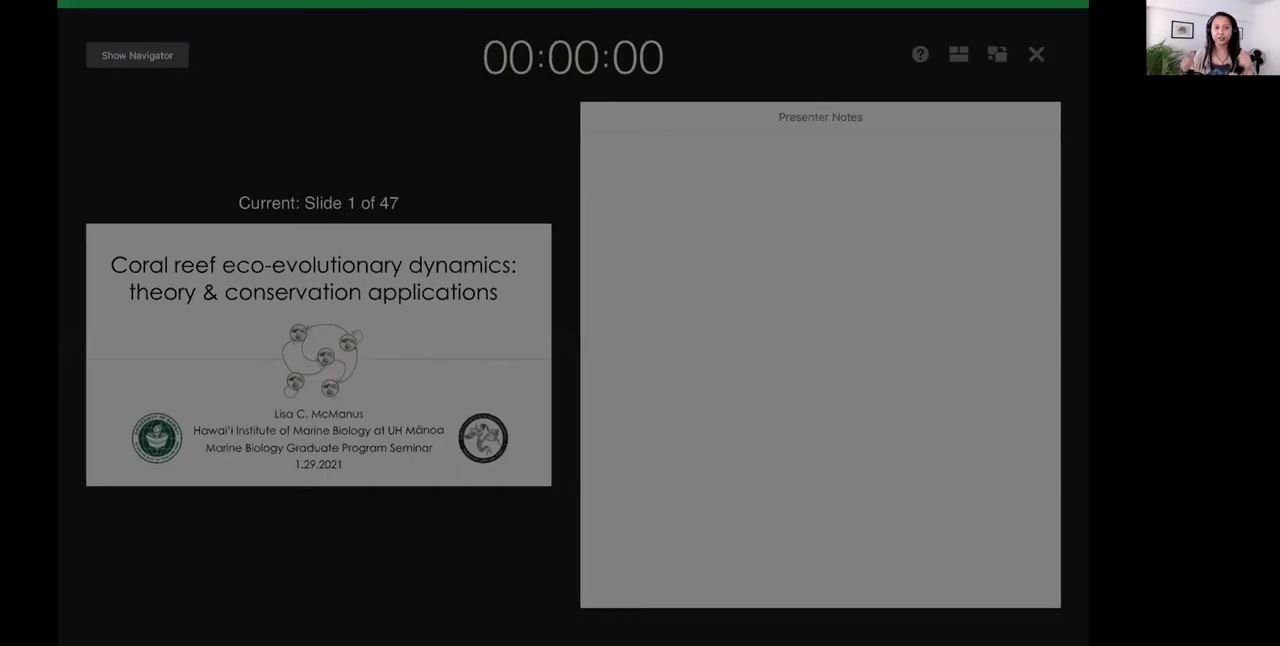 Show Navigator
00:00:00
Presenter Notes
Current: Slide 1 of 47
Coral reef eco-evolutionary dynamics:
theory & conservation applications
Lisa C. McManus
Hawai'i Institute of Marine Biology at UH Mānoa
Marine Biology Graduate Program Seminar
1.29.2021